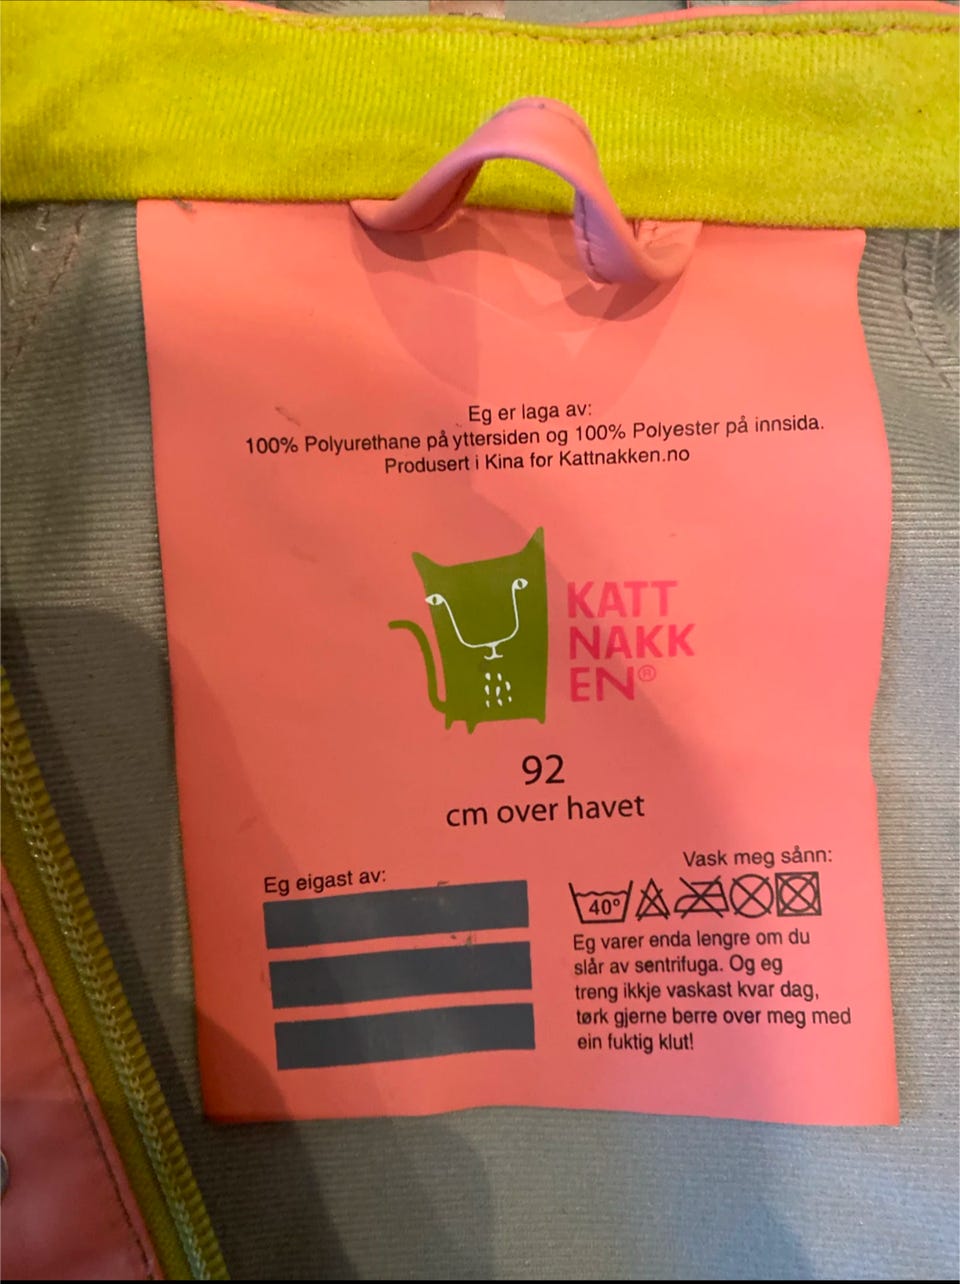 Eg er laga av:
100% Polyurethane på yttersiden og 100% Polyester på innsida.
Produsert i Kina for Kattnakken.no
KATT
NAKK
EN®
92
cm over havet
Eg eigast av:
Vask meg sånn:
40°
Eg varer enda lengre om du
slår av sentrifuga. Og eg
treng ikkje vaskast kvar dag,
tørk gjerne berre over meg med
ein fuktig klut!